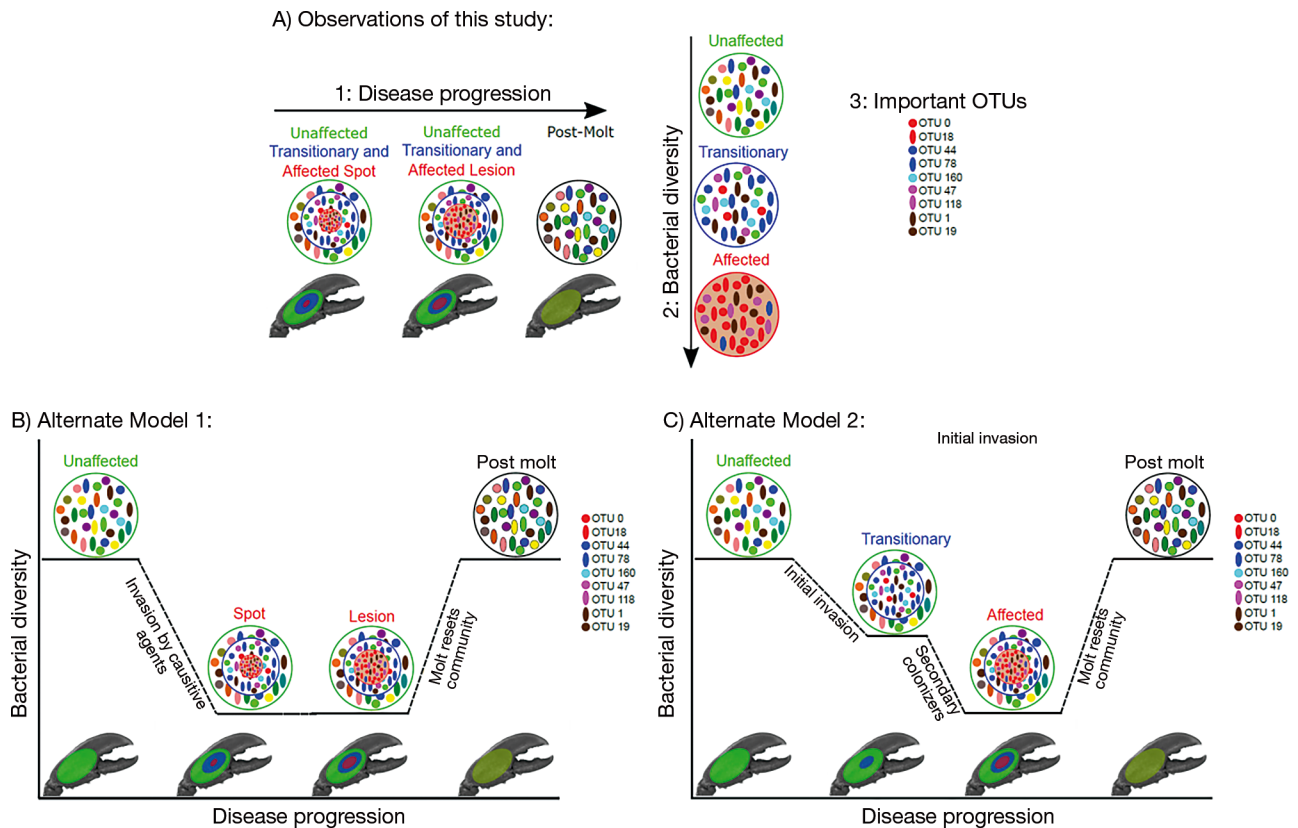 A) Observations of this study:
1: Disease progression
Unaffected
Transitionary and
Affected Spot
Unaffected
Transitionary and
Affected Lesion
Post-Molt
2: Bacterial diversity
Unaffected
Transitionary
Affected
3: Important OTUs
OTU 0
OTU18
OTU 44
OTU 78
OTU 160
OTU 47
OTU 118
OTU 1
OTU 19
B) Alternate Model 1:
Bacterial diversity
Unaffected
Invasion by causitive
agents
Spot
Lesion
Molt resets
community
Post molt
OTU 0
OTU18
OTU 44
OTU 78
OTU 160
OTU 47
OTU 118
OTU 1
OTU 19
Disease progression
C) Alternate Model 2:
Initial invasion
Bacterial diversity
Unaffected
Initial invasion
Transitionary
Secondary
colonizers
Affected
Molt resets
community
Post molt
OTU 0
OTU18
OTU 44
OTU 78
OTU 160
OTU 47
OTU 118
OTU 1
OTU 19
Disease progression